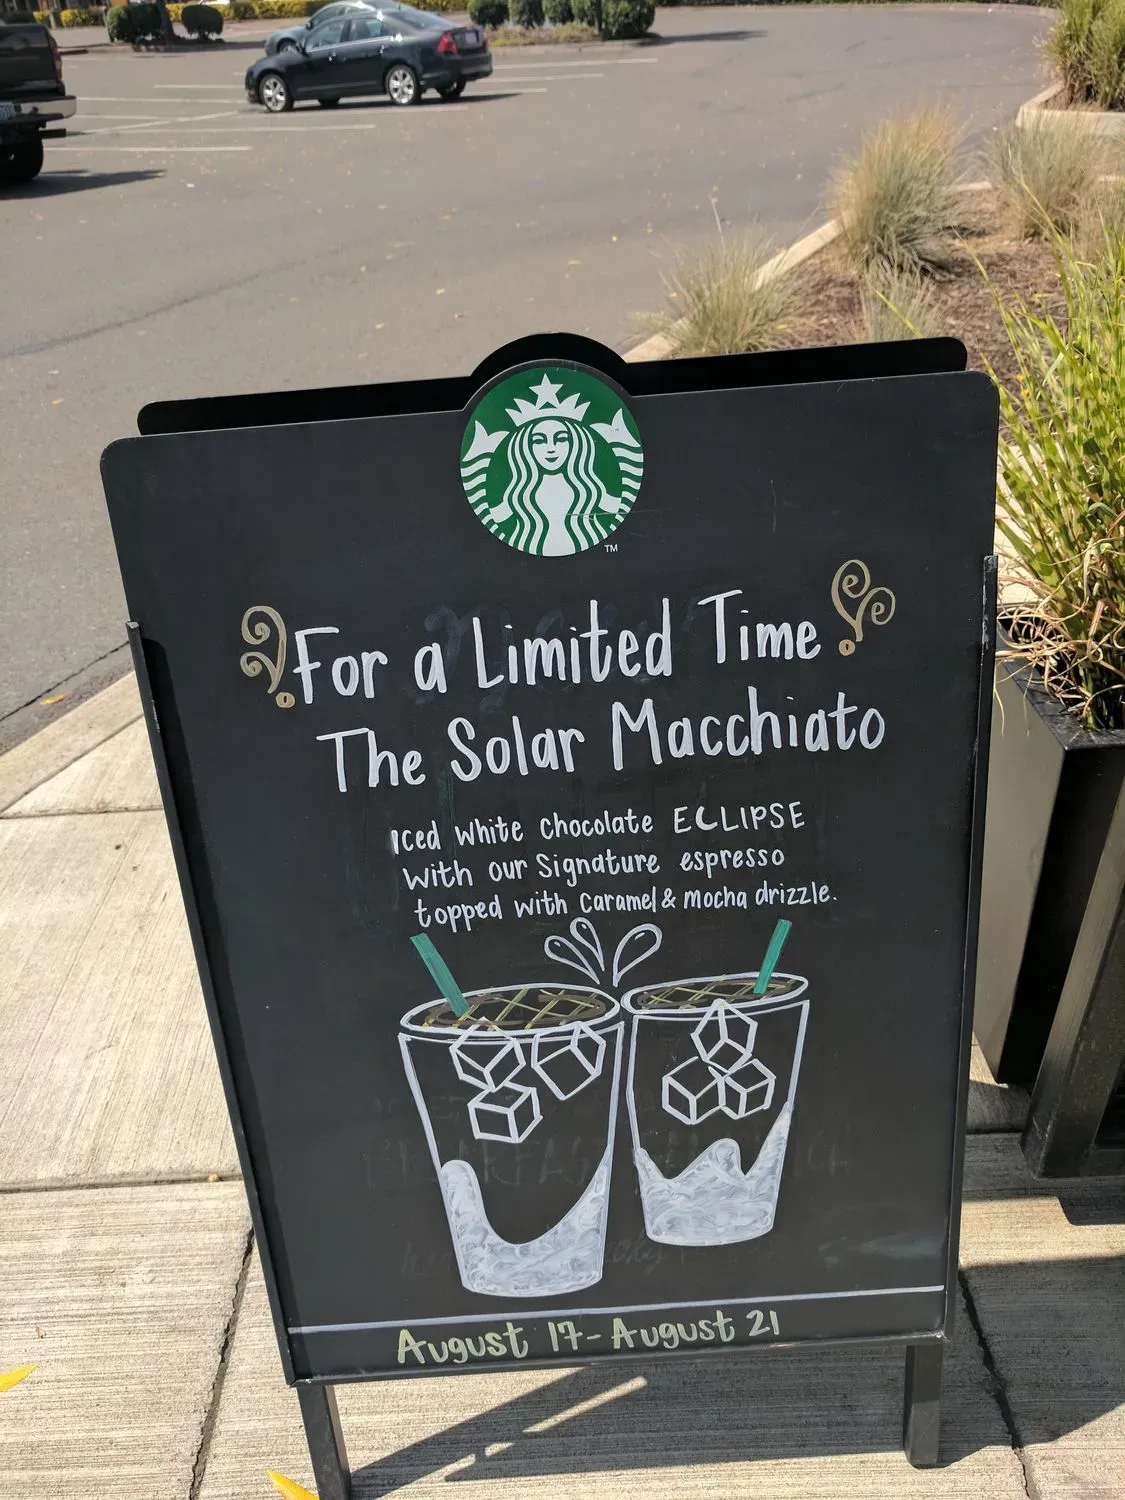 TM
For a Limited Time
The Solar Macchiato
Iced White Chocolate ECLIPSE
With our Signature espresso
topped with Caramel & mocha drizzle.
August 17 - August 21